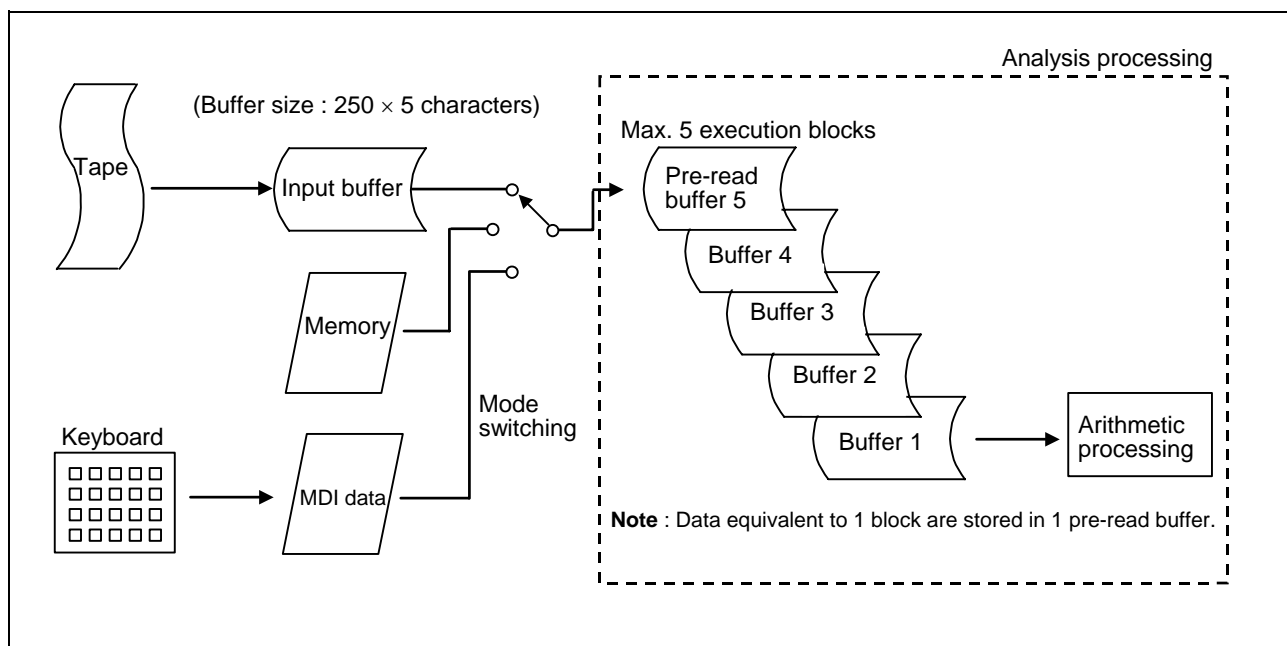 Analysis processing
(Buffer size : 250 × 5 characters)
Max. 5 execution blocks
Tape
Input buffer
Pre-read
buffer 5
Buffer 4
Memory
Buffer 3
Buffer 2
Mode
switching
Keyboard
Buffer 1
Arithmetic
processing
MDI data
Note : Data equivalent to 1 block are stored in 1 pre-read buffer.